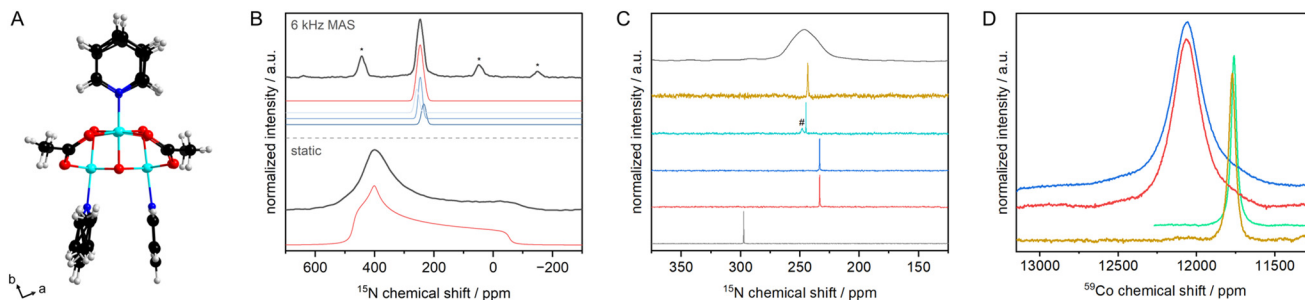 A
b
a
B
6 kHz MAS
*
*
*
static
600
400
200
0
−200
¹⁵N chemical shift / ppm
normalized intensity / a.u.
C
#
350
300
250
200
150
¹⁵N chemical shift / ppm
normalized intensity / a.u.
D
13000
12500
12000
11500
⁵⁹Co chemical shift / ppm
normalized intensity / a.u.